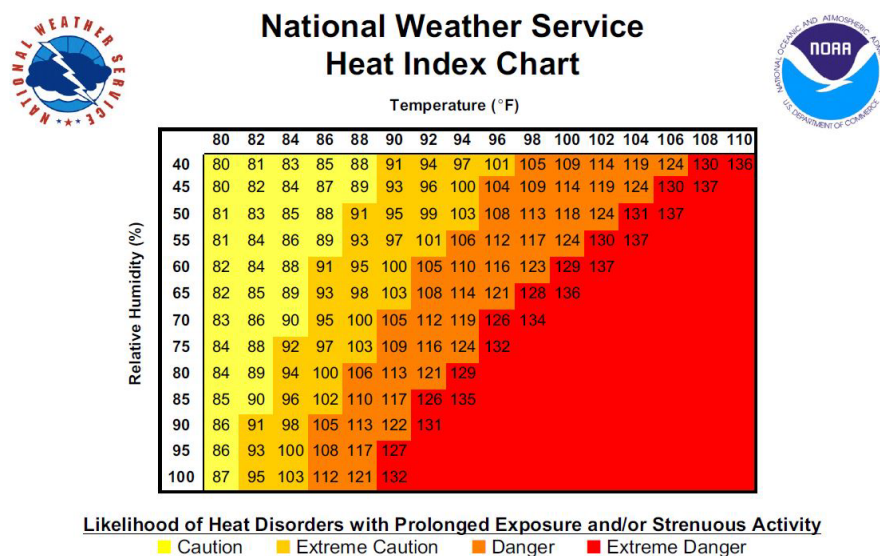 NATIONAL WEATHER SERVICE
National Weather Service
Heat Index Chart
NOAA
NATIONAL OCEANIC AND ATMOSPHERIC
U.S. DEPARTMENT OF COMMERCE
Temperature (°F)
80 82 84 86 88 90 92 94 96 98 100 102 104 106 108 110
Relative Humidity (%)
40 80 81 83 85 88 91 94 97 101 105 109 114 119 124 130 136
45 80 82 84 87 89 93 96 100 104 109 114 119 124 130 137
50 81 83 85 88 91 95 99 103 108 113 118 124 131 137
55 81 84 86 89 93 97 101 106 112 117 124 130 137
60 82 84 88 91 95 100 105 110 116 123 129 137
65 82 85 89 93 98 103 108 114 121 128 136
70 83 86 90 95 100 105 112 119 126 134
75 84 88 92 97 103 109 116 124 132
80 84 89 94 100 106 113 121 129
85 85 90 96 102 110 117 126 135
90 86 91 98 105 113 122 131
95 86 93 100 108 117 127
100 87 95 103 112 121 132
Likelihood of Heat Disorders with Prolonged Exposure and/or Strenuous Activity
Caution Extreme Caution Danger Extreme Danger